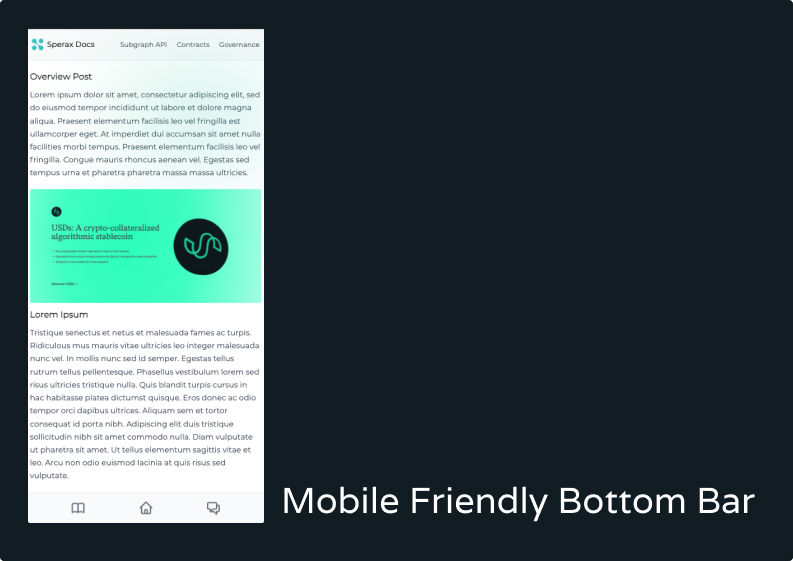 Sperax Docs
Subgraph API Contracts Governance
Overview Post
Lorem ipsum dolor sit amet, consectetur adipiscing elit, sed
do eiusmod tempor incididunt ut labore et dolore magna
aliqua. Praesent elementum facilisis leo vel fringilla est
ullamcorper eget. At imperdiet dui accumsan sit amet nulla
facilities morbi tempus. Praesent elementum facilisis leo vel
fringilla. Congue mauris rhoncus aenean vel. Egestas sed
tempus urna et pharetra pharetra massa massa ultricies.
USDs: A crypto-collateralized
algorithmic stablecoin
Lorem Ipsum
Tristique senectus et netus et malesuada fames ac turpis.
Ridiculous mus mauris vitae ultricies leo integer malesuada
nunc vel. In mollis nunc sed id semper. Egestas tellus
rutrum tellus pellentesque. Phasellus vestibulum lorem sed
risus ultricies tristique nulla. Quis blandit turpis cursus in
hac habitasse platea dictumst quisque. Eros donec ac odio
tempor orci dapibus ultrices. Aliquam sem et tortor
consequat id porta nibh. Adipiscing elit duis tristique
sollicitudin nibh sit amet commodo nulla. Diam vulputate
ut pharetra sit amet. Ut tellus elementum sagittis vitae et
leo. Arcu non odio euismod lacinia at quis risus sed
vulputate.
Mobile Friendly Bottom Bar